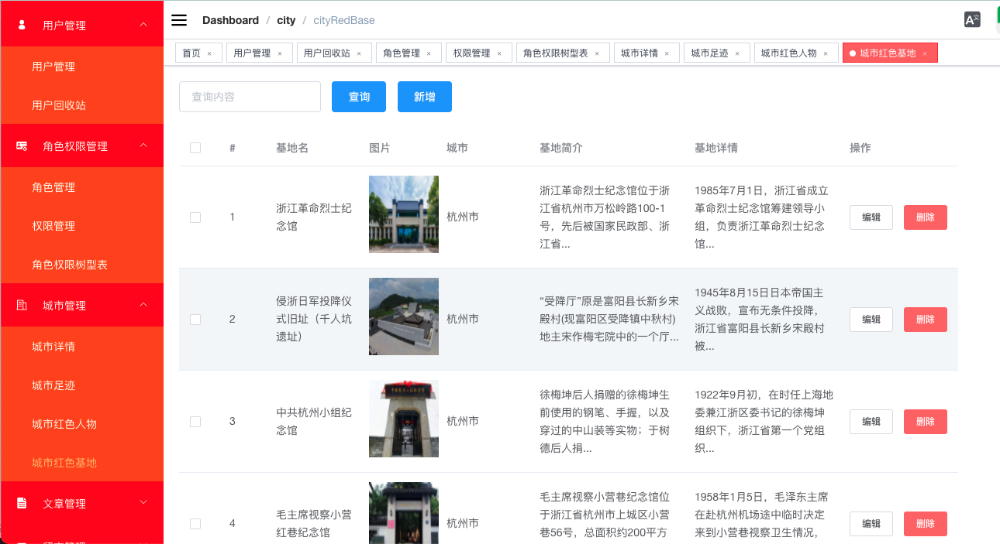 用户管理
用户管理
用户回收站
角色权限管理
角色管理
权限管理
角色权限树型表
城市管理
城市详情
城市足迹
城市红色人物
城市红色基地
文章管理
Dashboard / city / cityRedBase
首页 × 用户管理 × 用户回收站 × 角色管理 × 权限管理 × 角色权限树型表 × 城市详情 × 城市足迹 × 城市红色人物 × 城市红色基地 ×
查询内容 查询 新增
# 基地名 图片 城市 基地简介 基地详情 操作
1
浙江革命烈士纪
念馆
杭州市
浙江革命烈士纪念馆位于浙
江省杭州市万松岭路100-1
号，先后被国家民政部、浙
江省...
1985年7月1日，浙江省成立
革命烈士纪念馆筹建领导小
组，负责浙江革命烈士纪念
馆...
编辑 删除
2
侵浙日军投降仪
式旧址（千人坑
遗址）
杭州市
“受降厅”原是富阳县长新乡宋
殿村(现富阳区受降镇中秋村)
地主宋作梅宅院中的一个厅...
1945年8月15日日本帝国主
义战败，宣布无条件投降，
浙江省富阳县长新乡宋殿村
被...
编辑 删除
3
中共杭州小组纪
念馆
杭州市
徐梅坤后人捐赠的徐梅坤生
前使用的钢笔、手握，以及
穿过的中山装等实物；于树
德后人捐...
1922年9月初，在时任上海地
委兼江浙区委书记的徐梅坤
组织下，浙江省第一个党组
织...
编辑 删除
4
毛主席视察小营
红巷纪念馆
杭州市
毛主席视察小营巷纪念馆位
于浙江省杭州市上城区小营
巷56号，总面积约200平方
1958年1月5日，毛泽东主席
在赴杭州机场途中临时决定
来到小营巷视察卫生情况，
编辑 删除